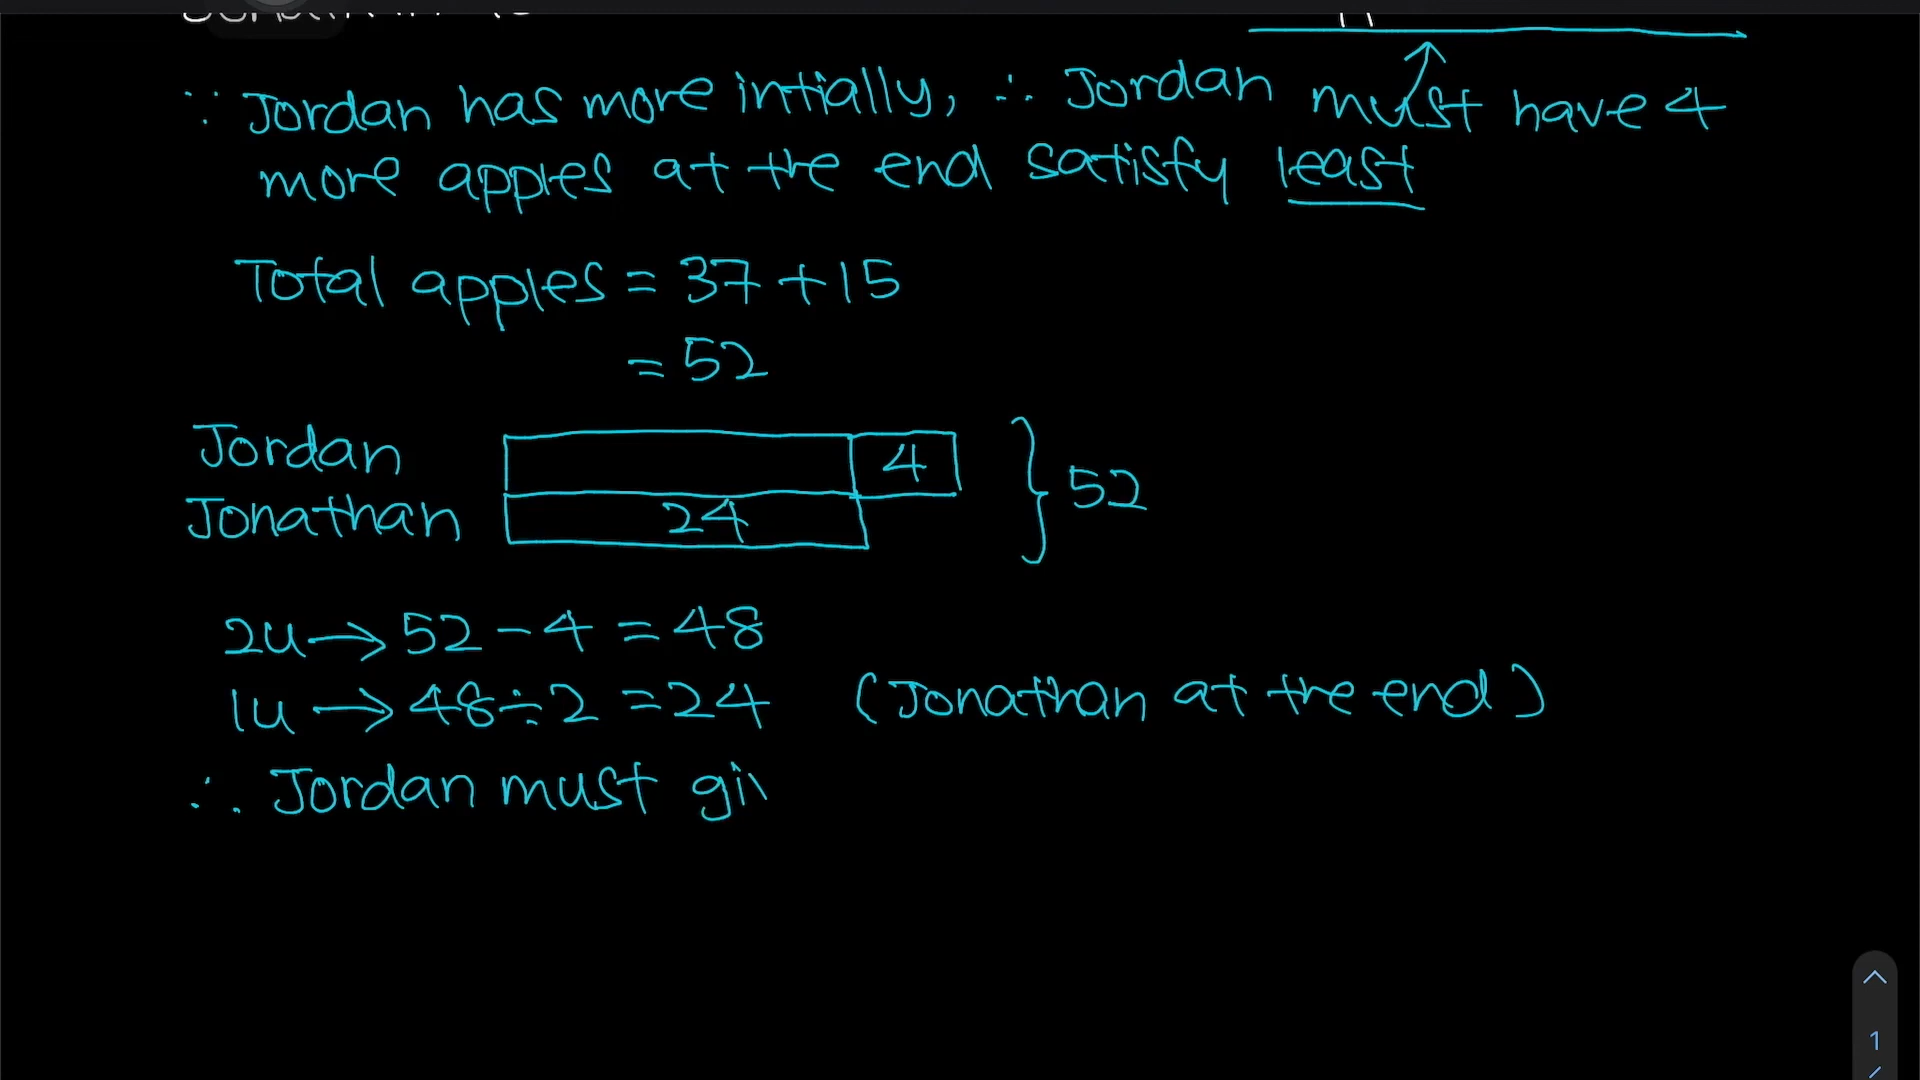 ∵ Jordan has more intially, ∴ Jordan must have 4
more apples at the end satisfy least
Total apples = 37 + 15
= 52
Jordan 4
Jonathan 24
52
2u → 52 - 4 = 48
1u → 48 ÷ 2 = 24 (Jonathan at the end)
∴ Jordan must gi
1